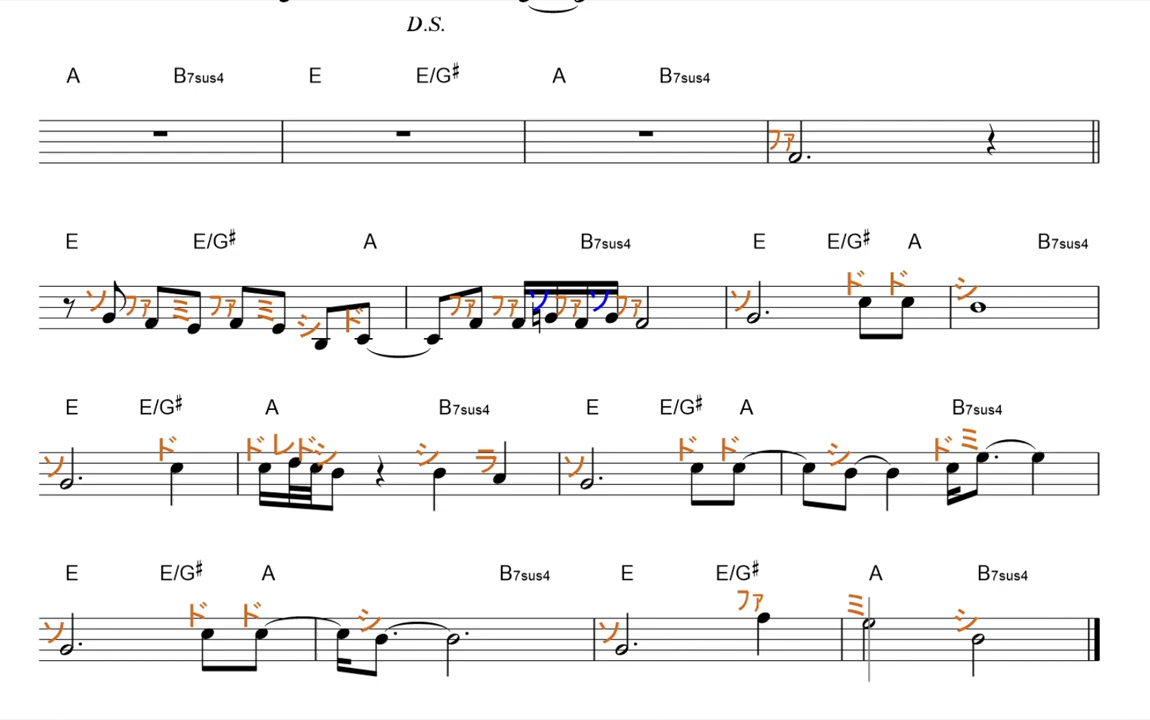 D.S.
A B7sus4 E E/G♯ A B7sus4
ファ
E E/G♯ A B7sus4 E E/G♯ A B7sus4
ソ ファ ミ ファ ミ シ ド ファ ファ ソ ファ ソ ファ ソ ド ド シ
E E/G♯ A B7sus4 E E/G♯ A B7sus4
ソ ド ド レ ド シ シ ラ ソ ド ド シ ド ミ
E E/G♯ A B7sus4 E E/G♯ A B7sus4
ソ ド ド シ ソ ファ ミ シ